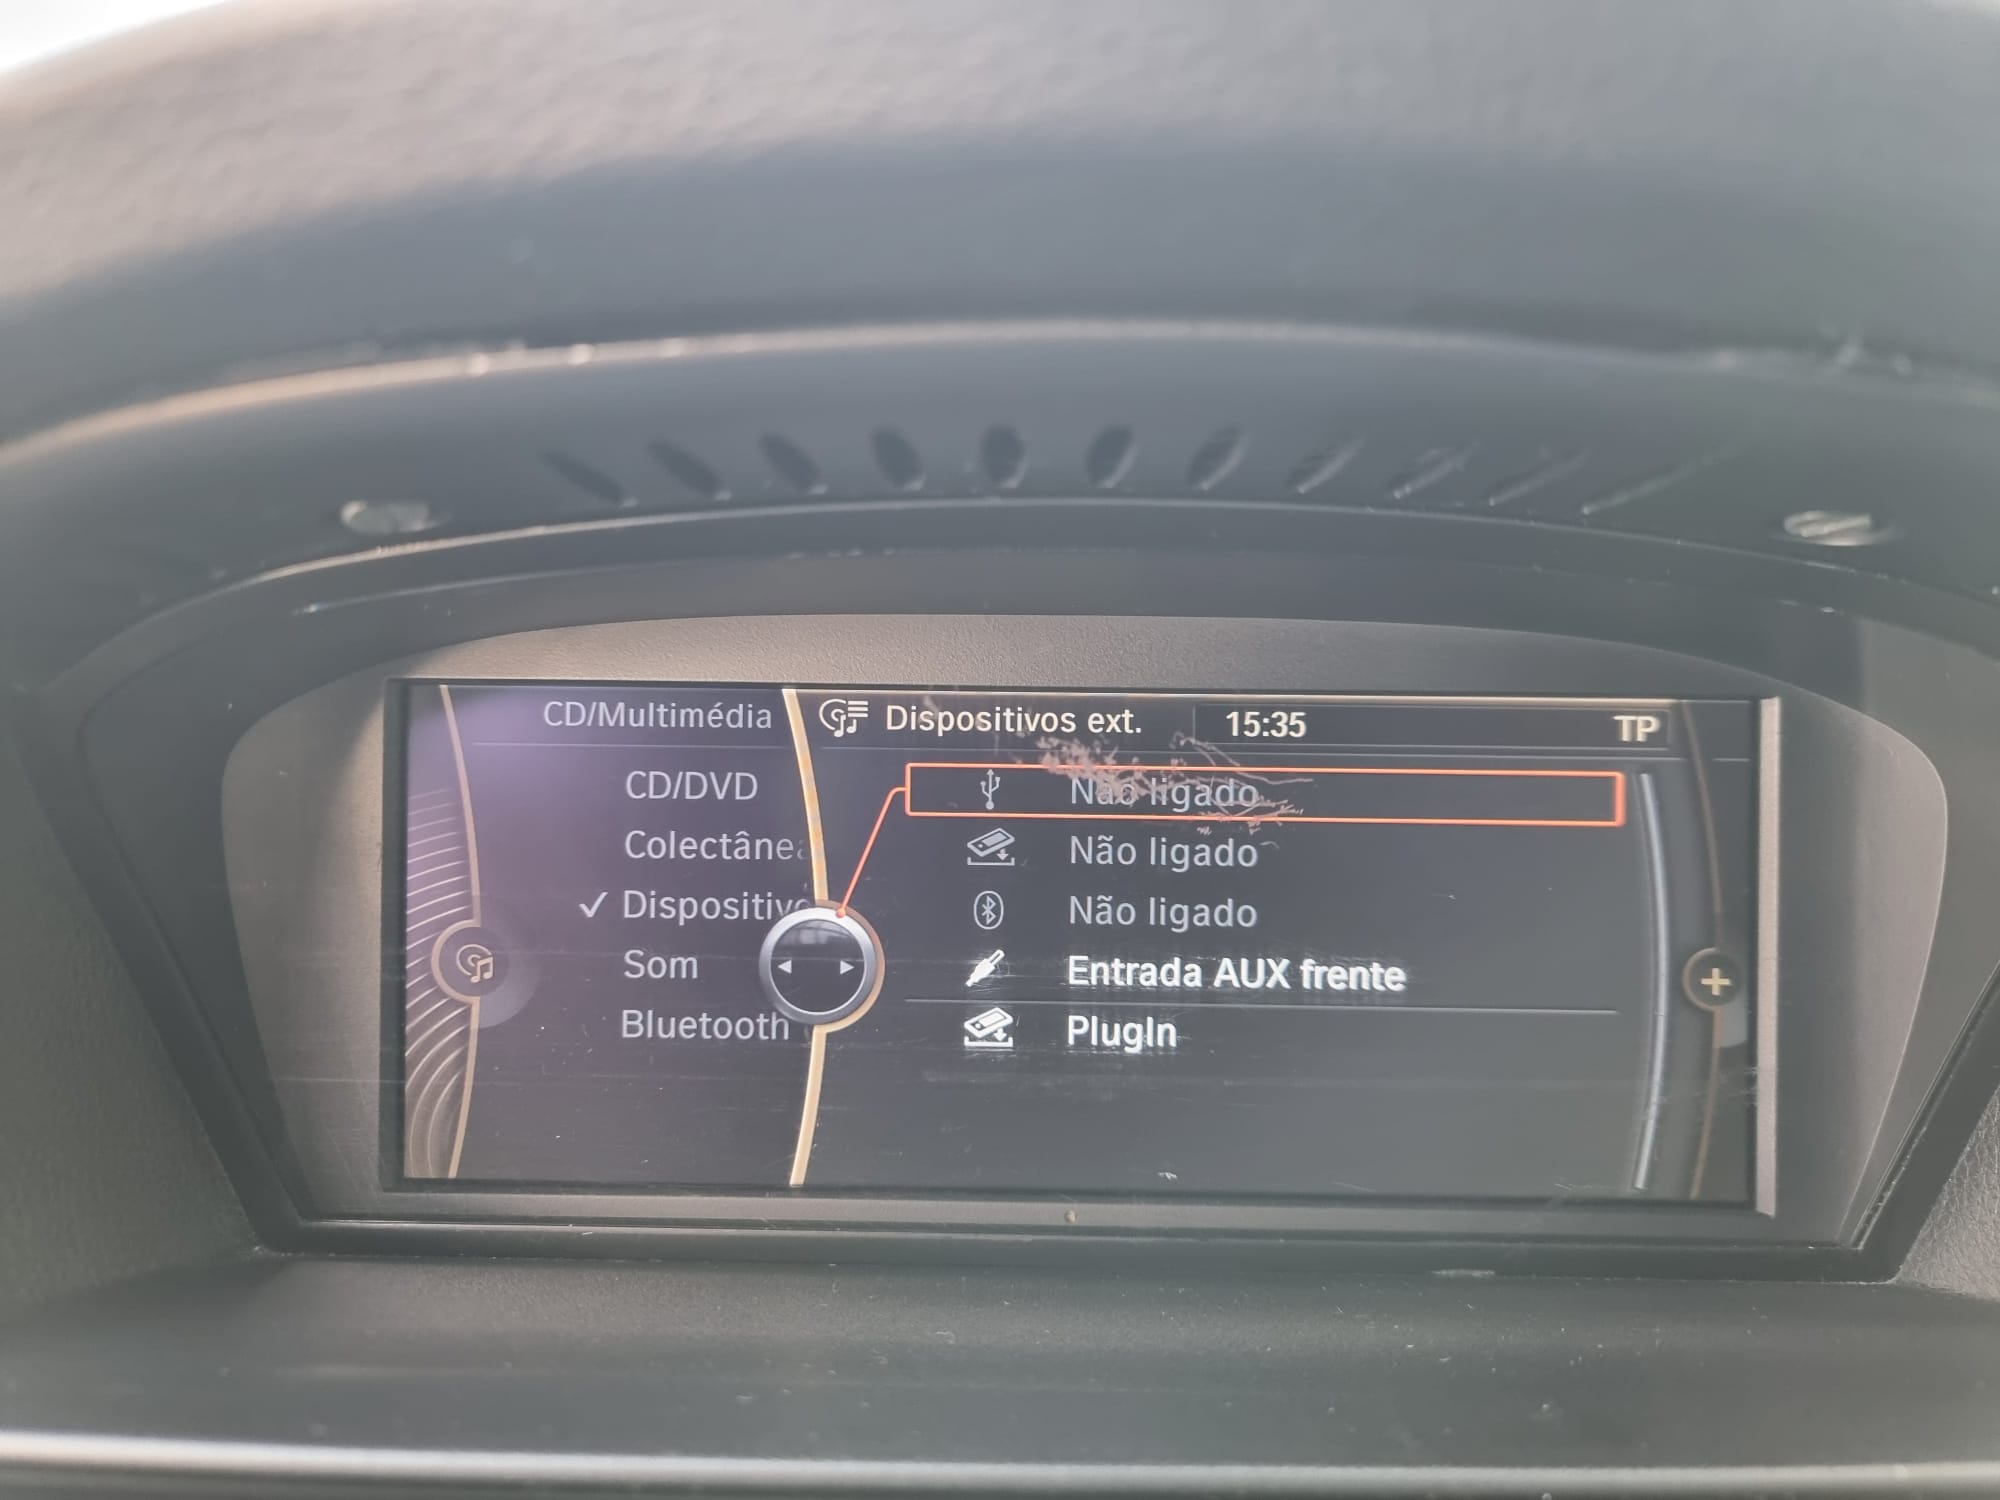 CD/Multimédia
CD/DVD
Colectânea
✓ Dispositivo
Som
Bluetooth
Dispositivos ext.
15:35
TP
Não ligado
Não ligado
Não ligado
Entrada AUX frente
PlugIn